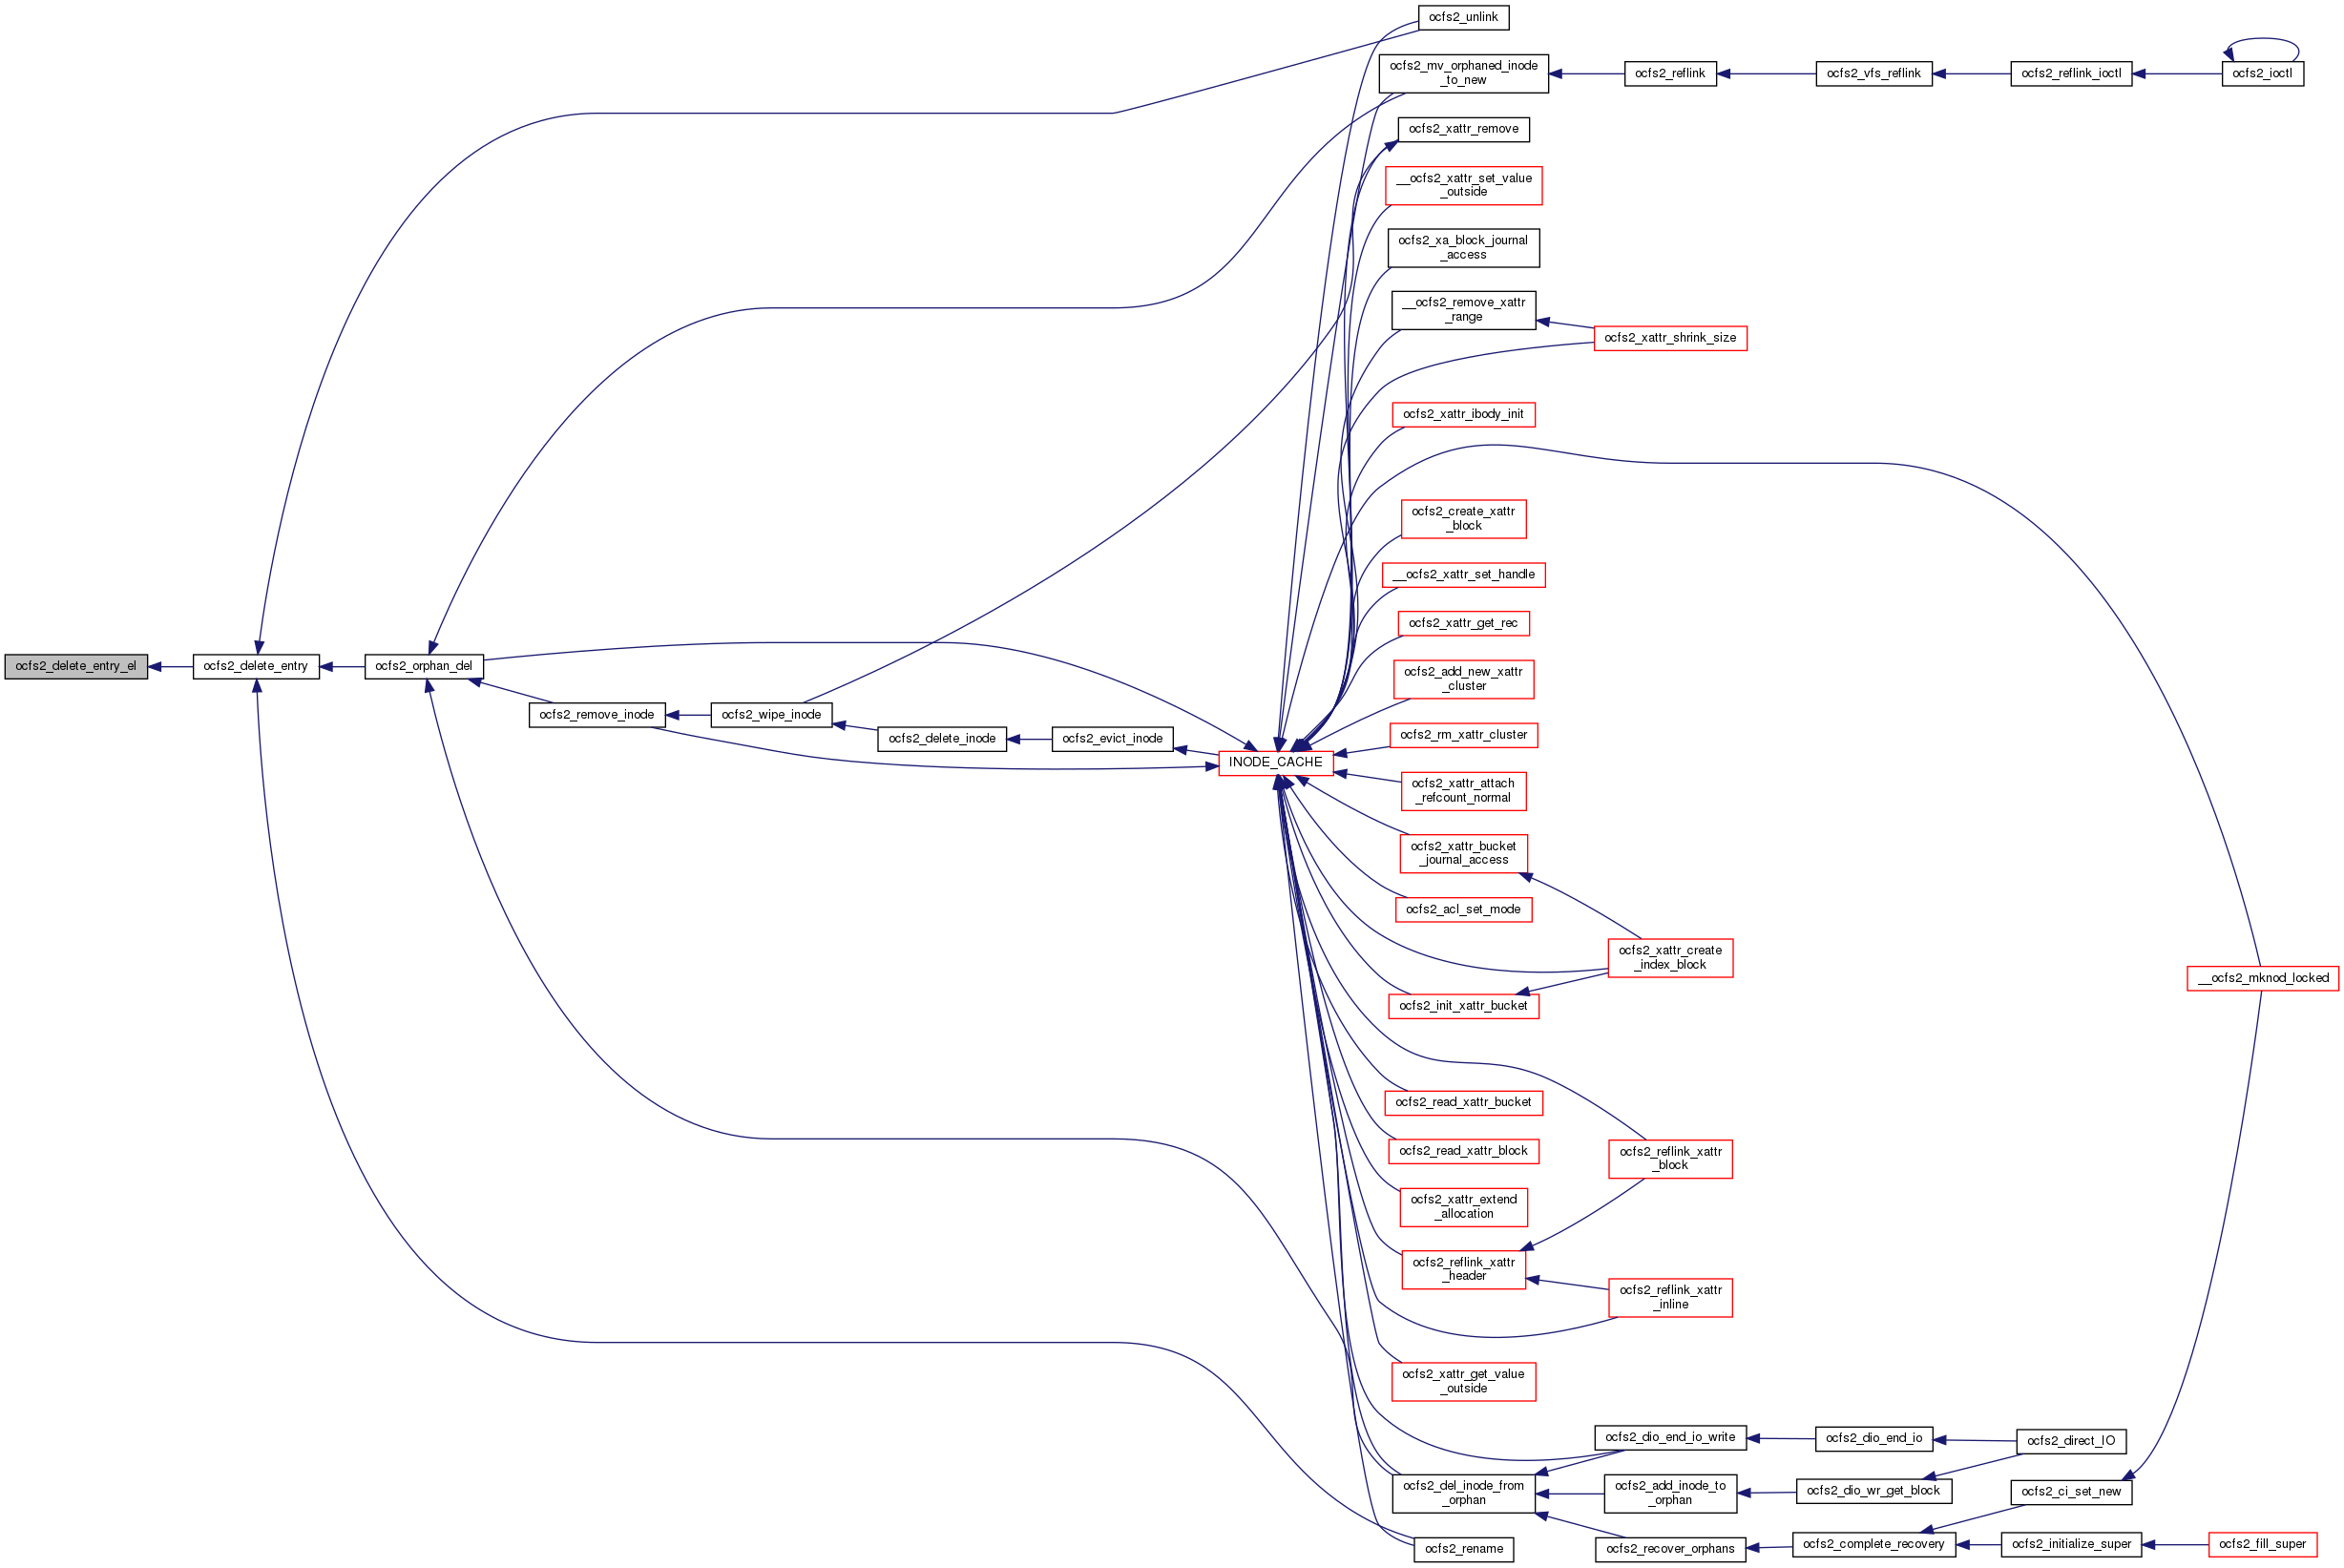 ocfs2_unlink
ocfs2_mv_orphaned_inode
_to_new
ocfs2_reflink
ocfs2_vfs_reflink
ocfs2_reflink_ioctl
ocfs2_ioctl
ocfs2_xattr_remove
__ocfs2_xattr_set_value
_outside
ocfs2_xa_block_journal
_access
__ocfs2_remove_xattr
_range
ocfs2_xattr_shrink_size
ocfs2_xattr_ibody_init
ocfs2_create_xattr
_block
__ocfs2_xattr_set_handle
ocfs2_xattr_get_rec
ocfs2_delete_entry_el
ocfs2_delete_entry
ocfs2_orphan_del
ocfs2_remove_inode
ocfs2_wipe_inode
ocfs2_delete_inode
ocfs2_evict_inode
INODE_CACHE
ocfs2_add_new_xattr
_cluster
ocfs2_rm_xattr_cluster
ocfs2_xattr_attach
_refcount_normal
ocfs2_xattr_bucket
_journal_access
ocfs2_acl_set_mode
ocfs2_xattr_create
_index_block
__ocfs2_mknod_locked
ocfs2_init_xattr_bucket
ocfs2_read_xattr_bucket
ocfs2_read_xattr_block
ocfs2_reflink_xattr
_block
ocfs2_xattr_extend
_allocation
ocfs2_reflink_xattr
_header
ocfs2_reflink_xattr
_inline
ocfs2_xattr_get_value
_outside
ocfs2_dio_end_io_write
ocfs2_dio_end_io
ocfs2_direct_IO
ocfs2_del_inode_from
_orphan
ocfs2_add_inode_to
_orphan
ocfs2_dio_wr_get_block
ocfs2_ci_set_new
ocfs2_rename
ocfs2_recover_orphans
ocfs2_complete_recovery
ocfs2_initialize_super
ocfs2_fill_super